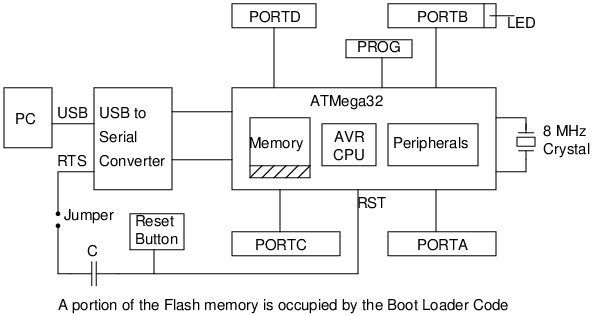 PORTD
PORTB
LED
PROG
ATMega32
PC
USB
USB to
Serial
Converter
Memory
AVR
CPU
Peripherals
8 MHz
Crystal
RTS
RST
Jumper
Reset
Button
C
PORTC
PORTA
A portion of the Flash memory is occupied by the Boot Loader Code